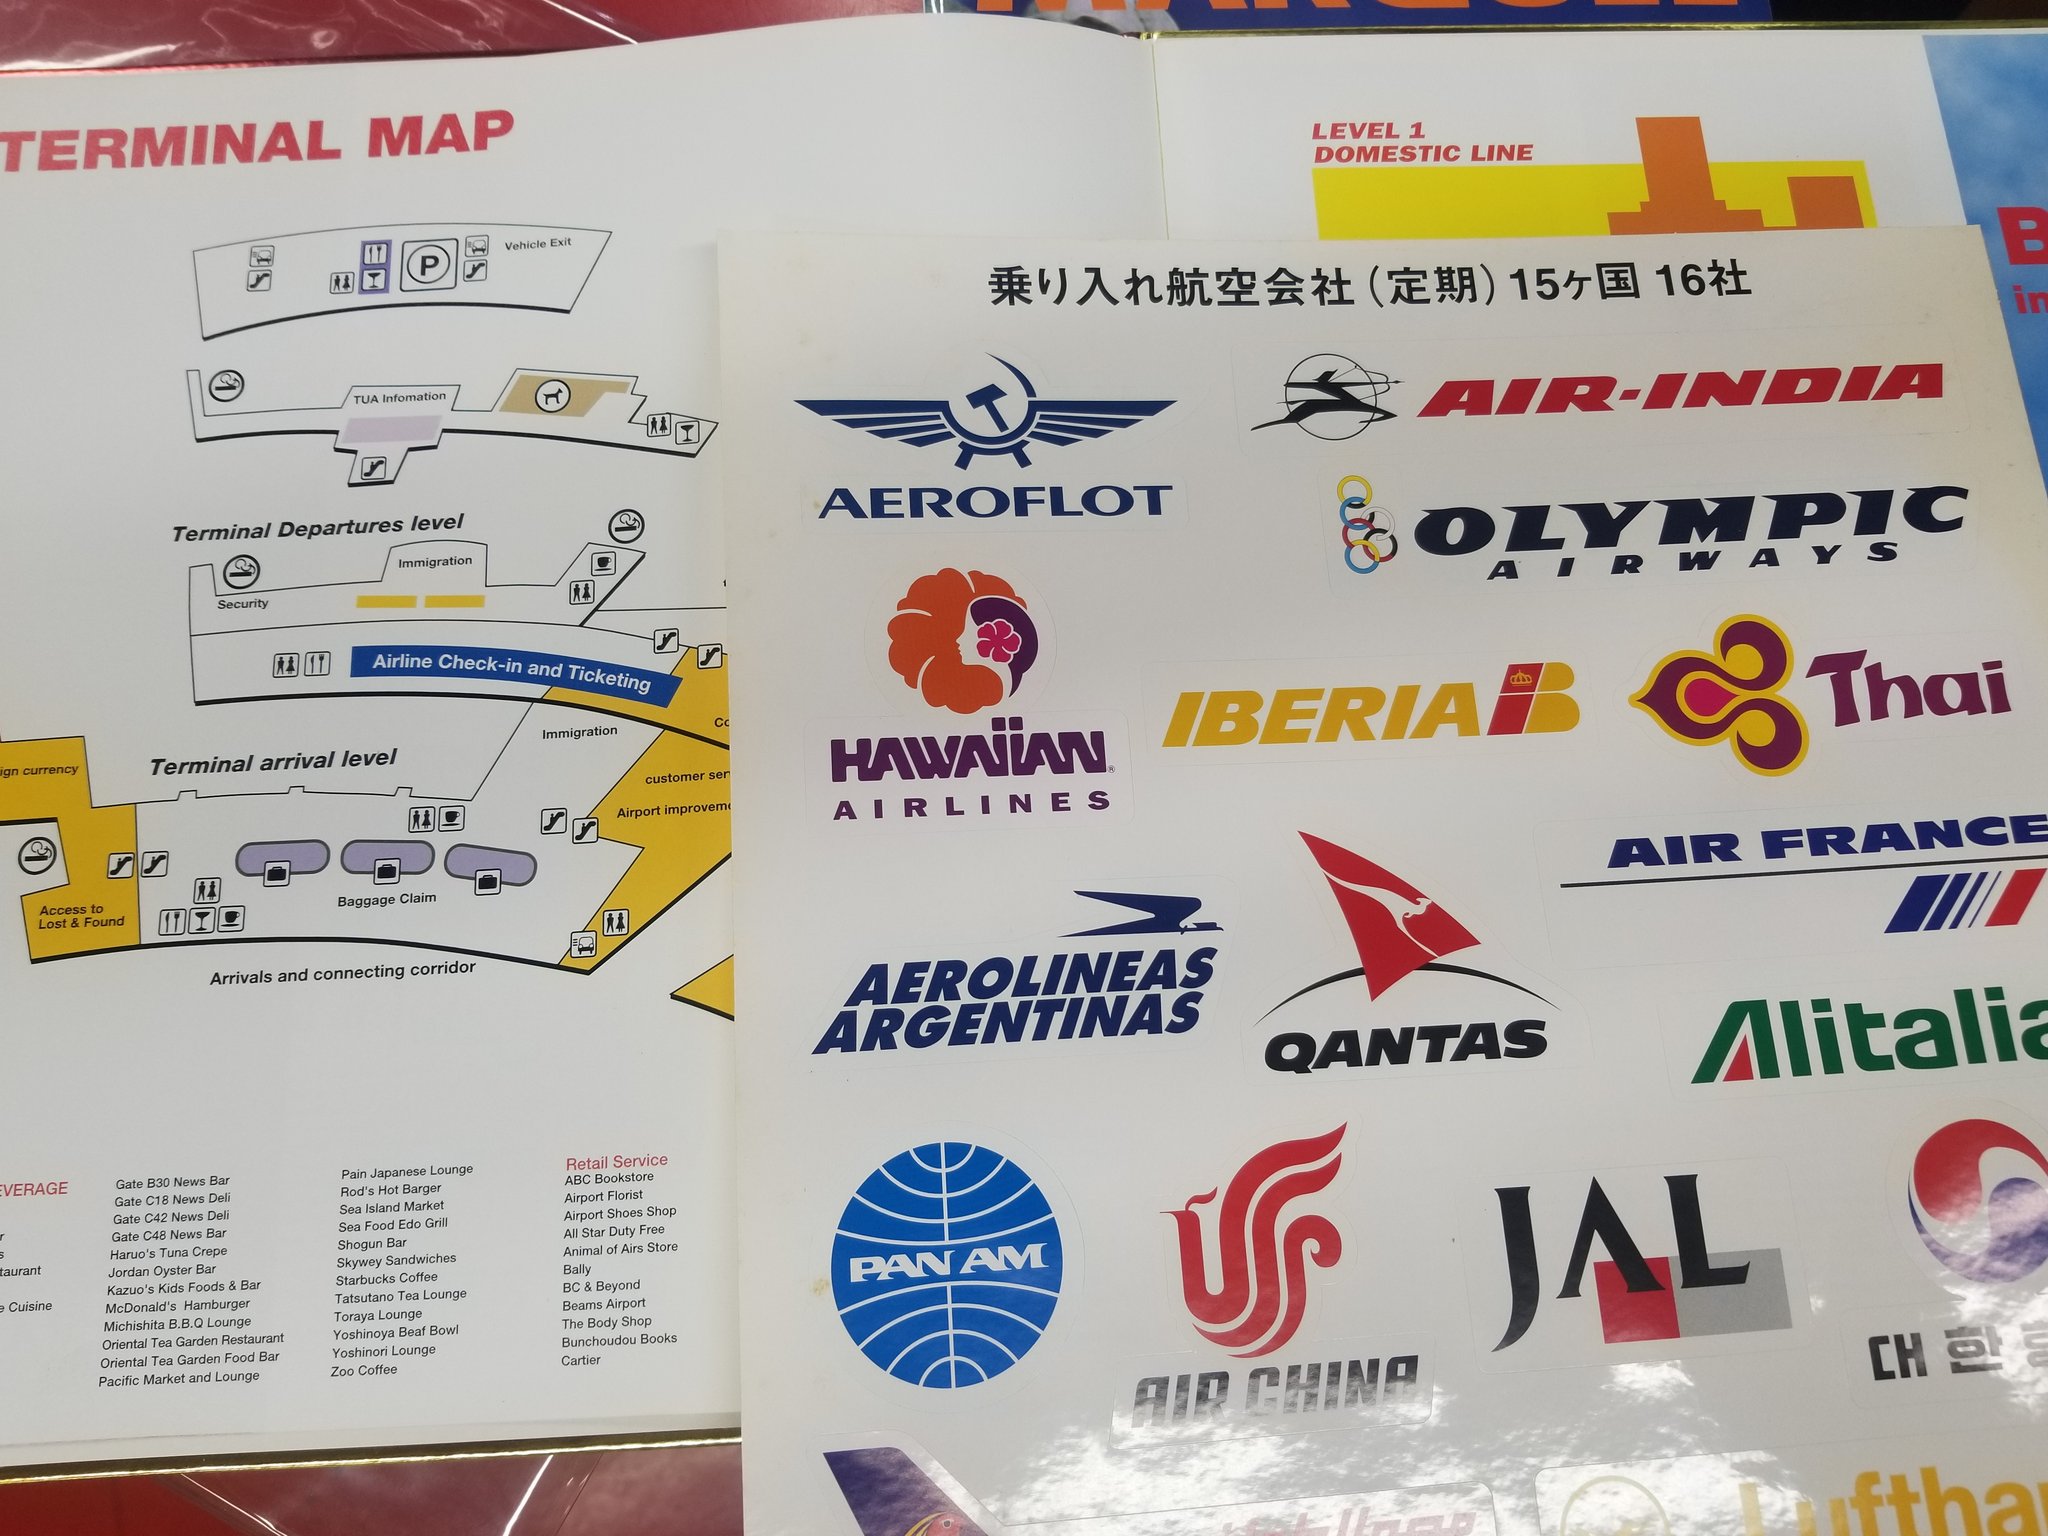 TERMINAL MAP
Vehicle Exit
P
TUA Infomation
Terminal Departures level
Immigration
Security
Airline Check-in and Ticketing
Immigration
Terminal arrival level
ign currency
customer ser
Airport improvem
Access to
Lost & Found
Baggage Claim
Arrivals and connecting corridor
EVERAGE
taurant
e Cuisine
Gate B30 News Bar
Gate C18 News Deli
Gate C42 News Deli
Gate C48 News Bar
Haruo's Tuna Crepe
Jordan Oyster Bar
Kazuo's Kids Foods & Bar
McDonald's Hamburger
Michishita B.B.Q Lounge
Oriental Tea Garden Restaurant
Oriental Tea Garden Food Bar
Pacific Market and Lounge
Pain Japanese Lounge
Rod's Hot Barger
Sea Island Market
Sea Food Edo Grill
Shogun Bar
Skywey Sandwiches
Starbucks Coffee
Tatsutano Tea Lounge
Toraya Lounge
Yoshinoya Beaf Bowl
Yoshinori Lounge
Zoo Coffee
Retail Service
ABC Bookstore
Airport Florist
Airport Shoes Shop
All Star Duty Free
Animal of Airs Store
Bally
BC & Beyond
Beams Airport
The Body Shop
Bunchoudou Books
Cartier
LEVEL 1
DOMESTIC LINE
B
in
乗り入れ航空会社(定期)15ヶ国 16社
AEROFLOT
AIR-INDIA
OLYMPIC
AIRWAYS
HAWAIIAN
AIRLINES
IBERIA
Thai
AIR FRANCE
AEROLINEAS
ARGENTINAS
QANTAS
Alitalia
PAN AM
AIR CHINA
JAL
대한
Luftha